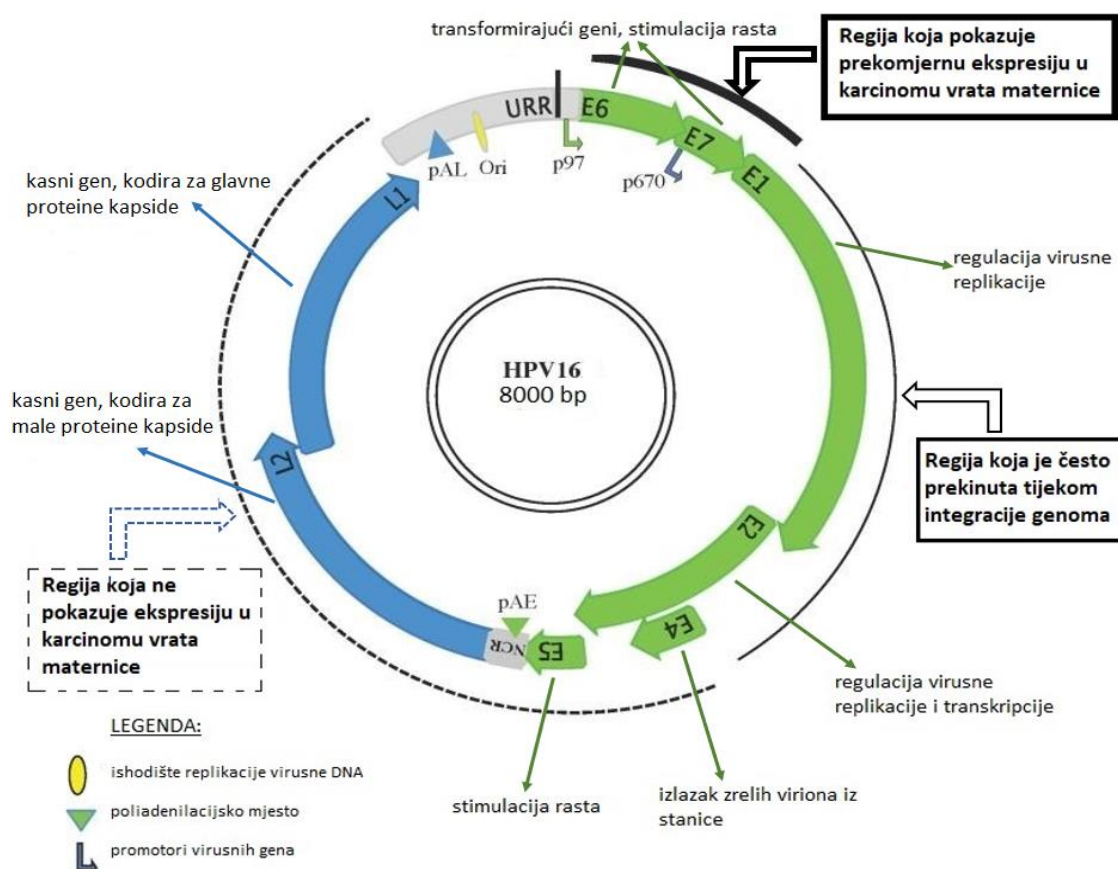 transformirajući geni, stimulacija rasta
Regija koja pokazuje
prekomjernu ekspresiju u
karcinomu vrata maternice
URR
E6
E7
E1
pAL
Ori
p97
p670
L1
kasni gen, kodira za glavne
proteine kapside
regulacija virusne
replikacije
HPV16
8000 bp
kasni gen, kodira za
male proteine kapside
L2
Regija koja je često
prekinuta tijekom
integracije genoma
E2
Regija koja ne
pokazuje ekspresiju u
karcinomu vrata
maternice
pAE
NCR
E5
E4
regulacija virusne
replikacije i transkripcije
LEGENDA:
ishodište replikacije virusne DNA
poliadenilacijsko mjesto
promotori virusnih gena
stimulacija rasta
izlazak zrelih viriona iz
stanice